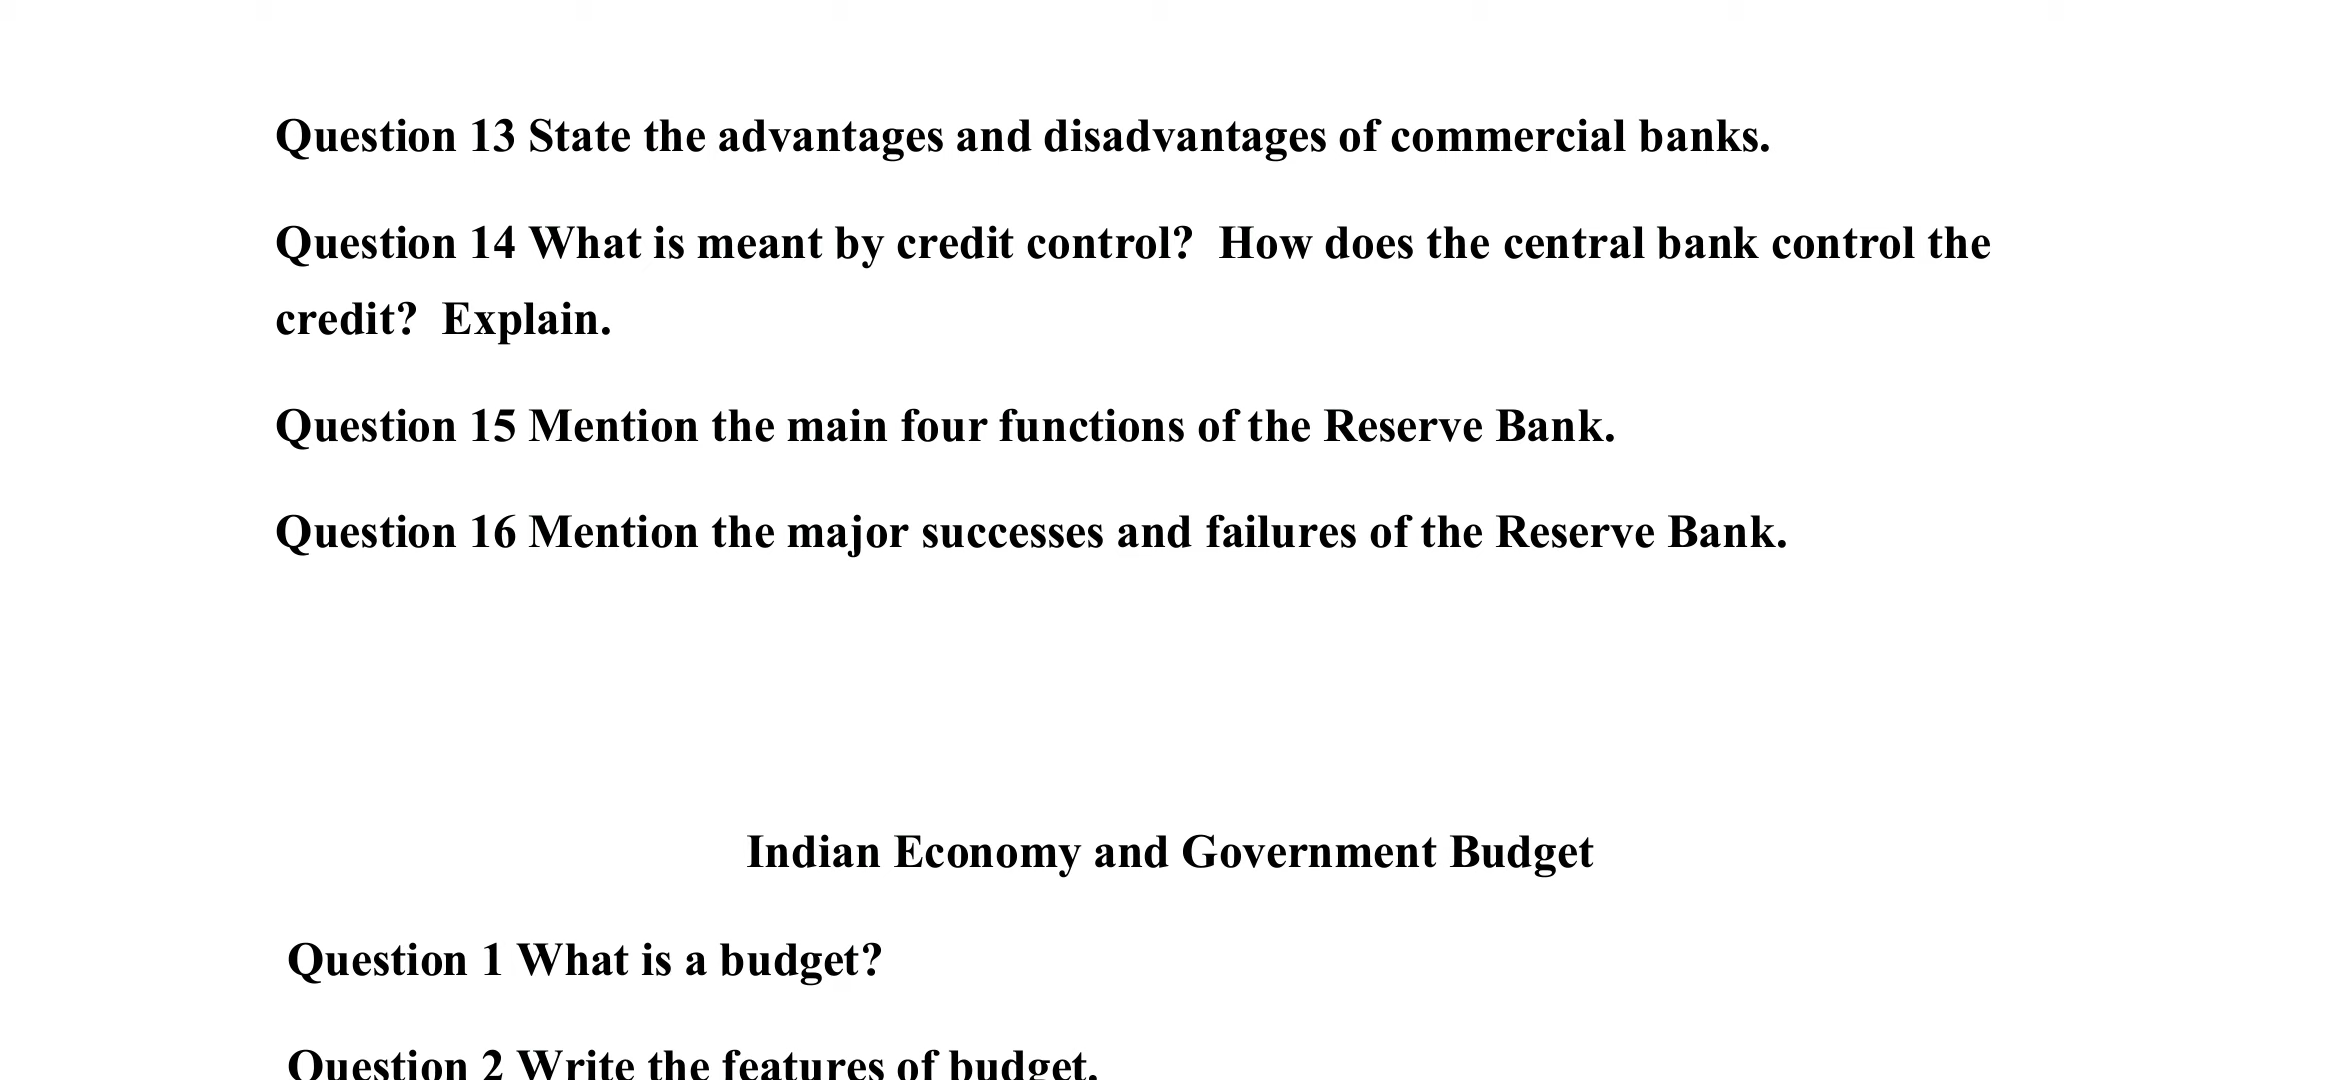 Question 13 State the advantages and disadvantages of commercial banks.
Question 14 What is meant by credit control?  How does the central bank control the
credit?  Explain.
Question 15 Mention the main four functions of the Reserve Bank.
Question 16 Mention the major successes and failures of the Reserve Bank.
Indian Economy and Government Budget
Question 1 What is a budget?
Question 2 Write the features of budget.